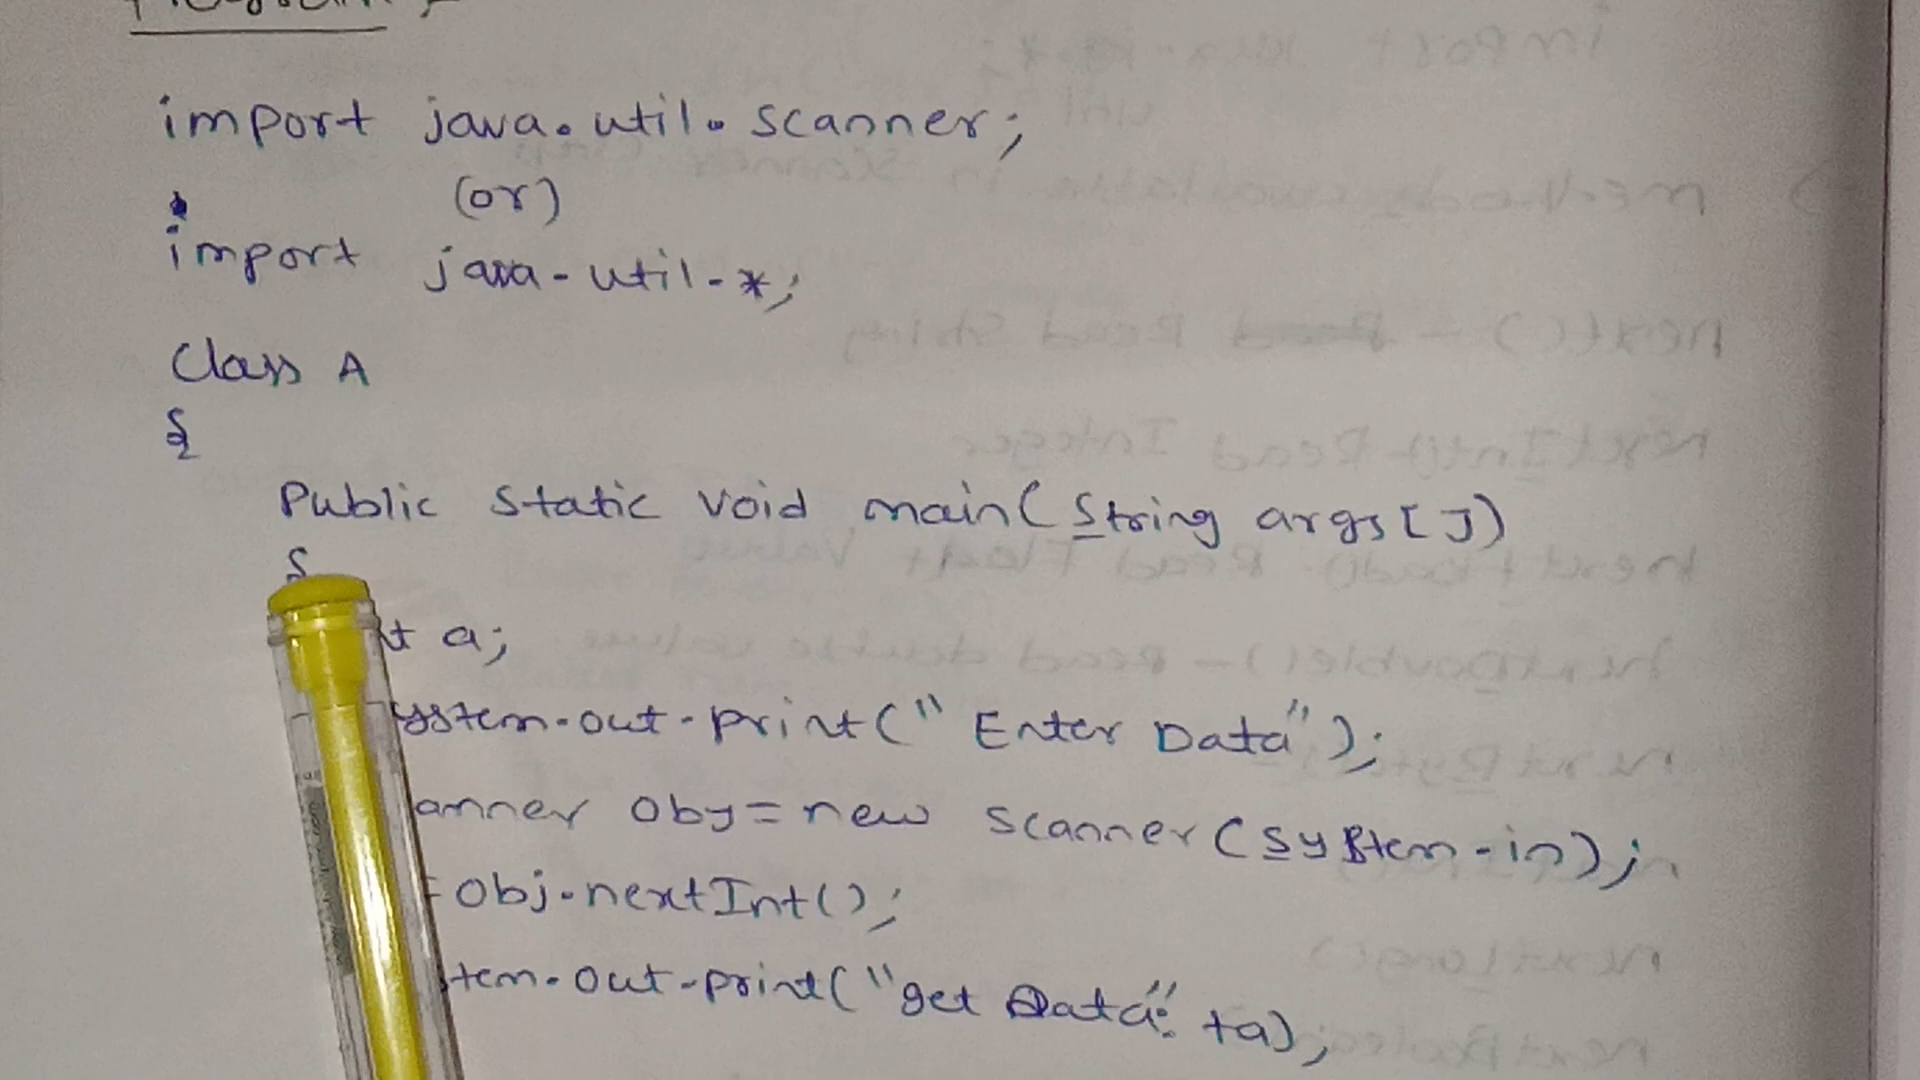 import java.util.scanner;
(or)
import java-util-*;
Class A
{
Public static void main(String args[])
{
t a;
ystem.out.print("Enter Data");
anner obj=new scanner(System.in);
=obj.nextInt();
tem.out.print("get Data:" +a);